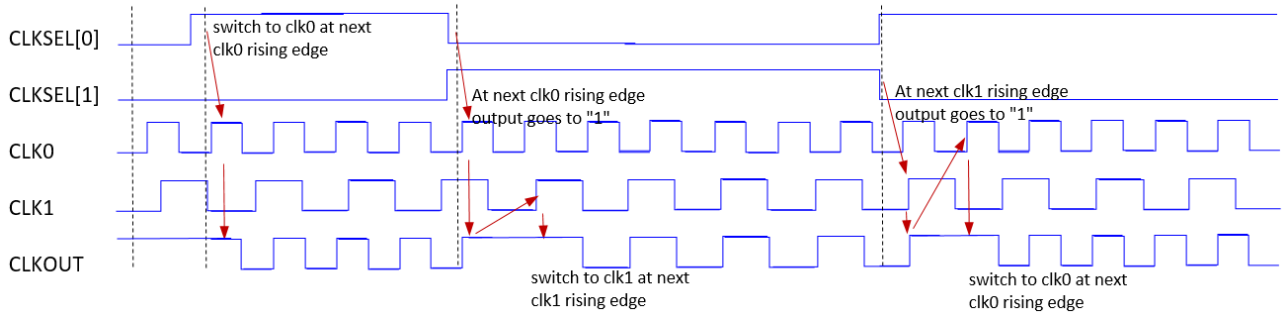 CLKSEL[0]
switch to clk0 at next
clk0 rising edge
CLKSEL[1]
At next clk0 rising edge
output goes to "1"
At next clk1 rising edge
output goes to "1"
CLK0
CLK1
CLKOUT
switch to clk1 at next
clk1 rising edge
switch to clk0 at next
clk0 rising edge